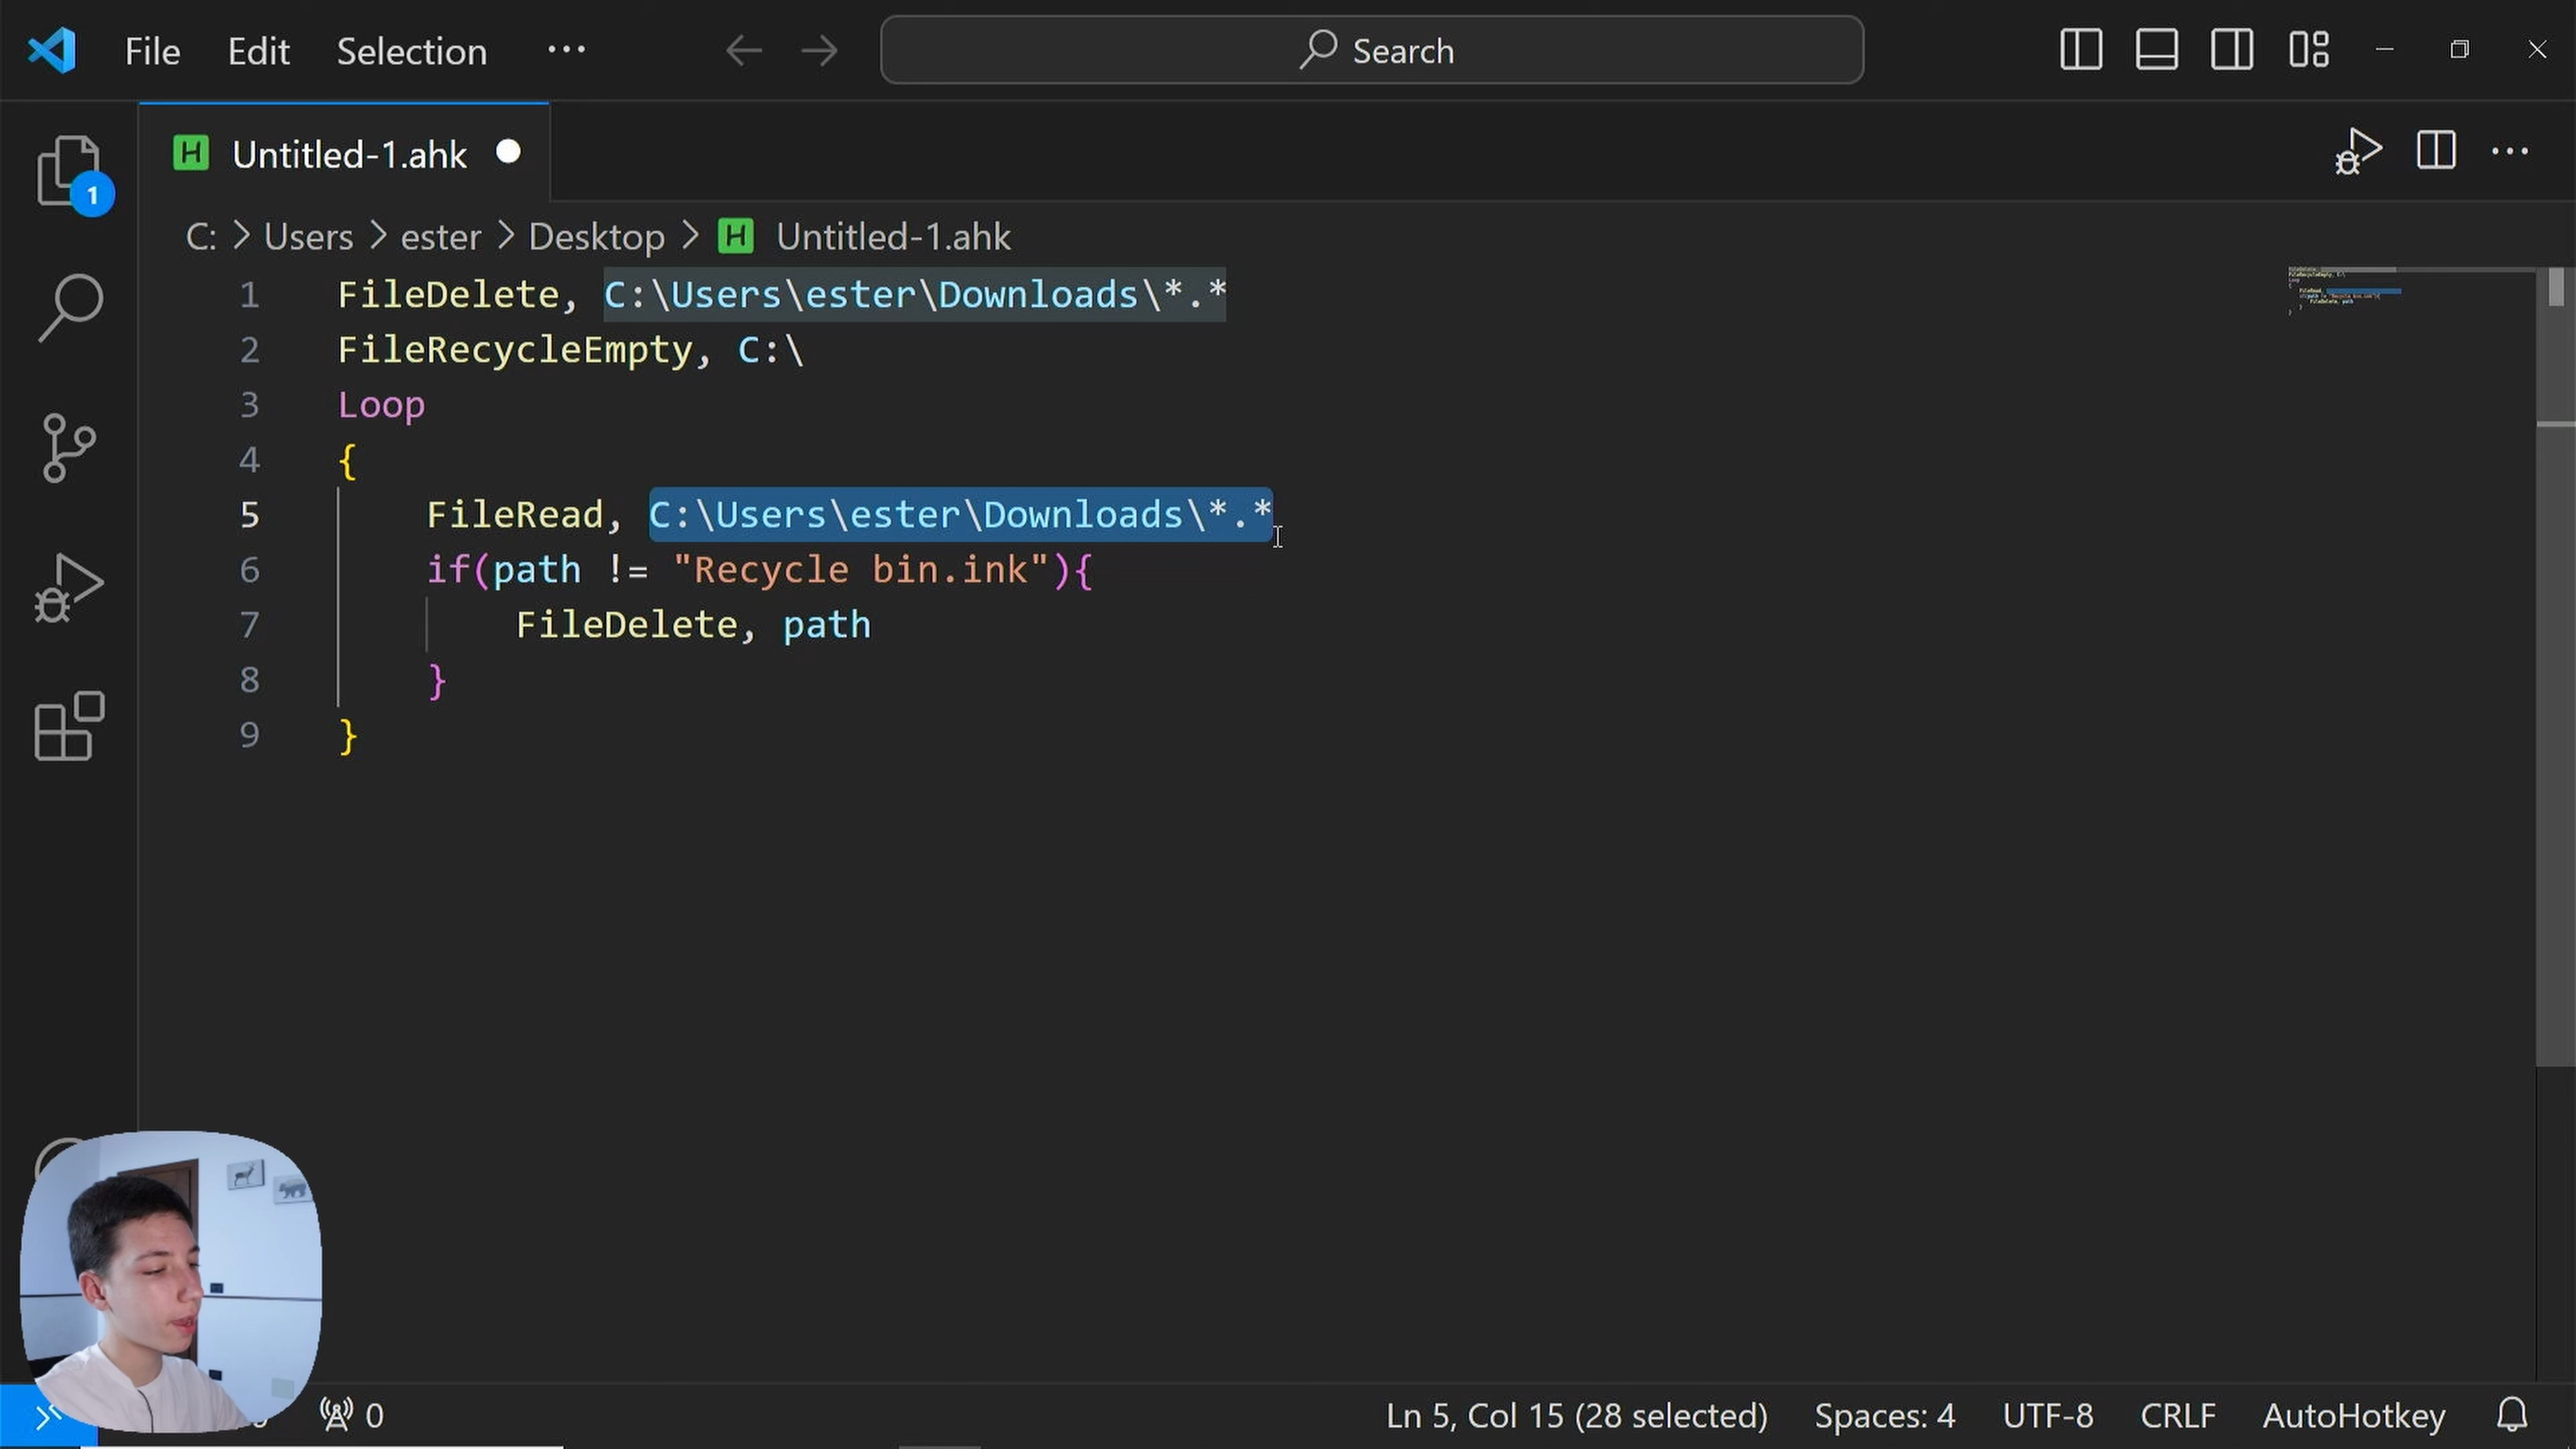 File Edit Selection ··· Search
H Untitled-1.ahk
1
C: > Users > ester > Desktop > H Untitled-1.ahk
1 FileDelete, C:\Users\ester\Downloads\*.*
2 FileRecycleEmpty, C:\
3 Loop
4 {
5 FileRead, C:\Users\ester\Downloads\*.*
6 if(path != "Recycle bin.ink"){
7 FileDelete, path
8 }
9 }
0 Ln 5, Col 15 (28 selected) Spaces: 4 UTF-8 CRLF AutoHotkey